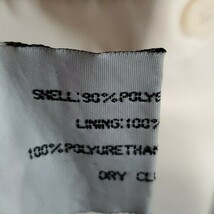 SHELL:90%POLYE
LINING:100%
100%POLYURETHAN
DRY CL